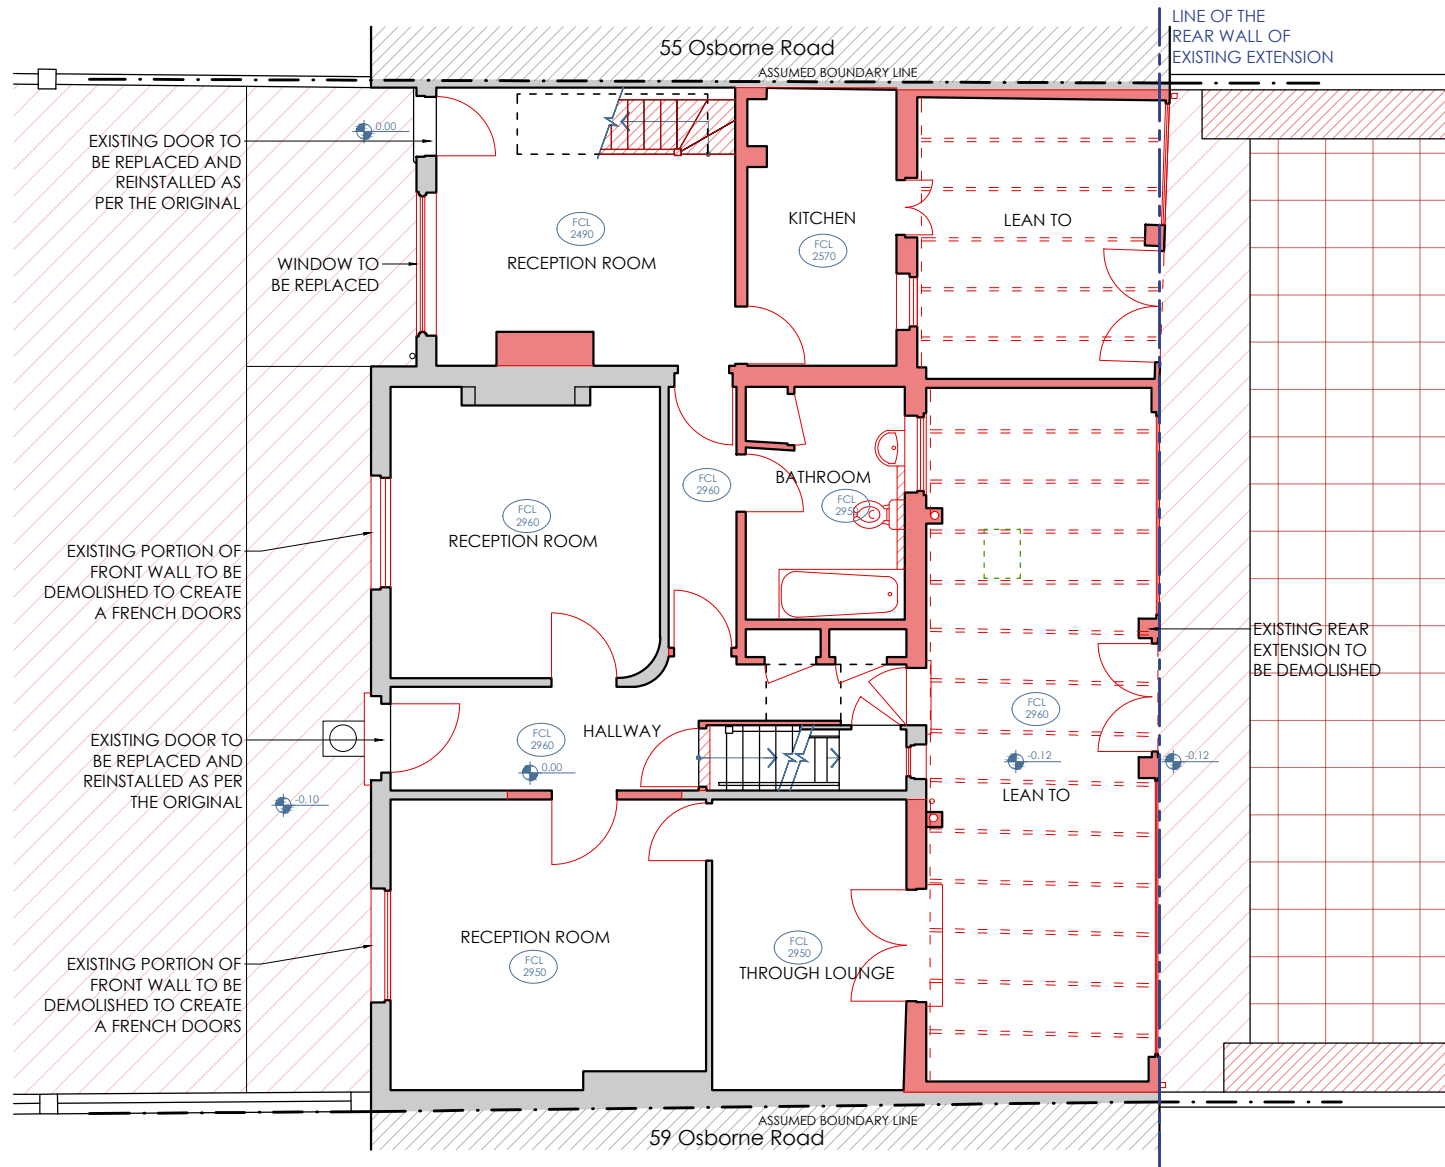 LINE OF THE
REAR WALL OF
EXISTING EXTENSION
55 Osborne Road
ASSUMED BOUNDARY LINE
0.00
EXISTING DOOR TO
BE REPLACED AND
REINSTALLED AS
PER THE ORIGINAL
WINDOW TO
BE REPLACED
FCL
2490
RECEPTION ROOM
KITCHEN
FCL
2570
LEAN TO
FCL
2960
RECEPTION ROOM
FCL
2960
BATHROOM
FCL
2950
EXISTING PORTION OF
FRONT WALL TO BE
DEMOLISHED TO CREATE
A FRENCH DOORS
EXISTING REAR
EXTENSION TO
BE DEMOLISHED
HALLWAY
FCL
2960
0.00
FCL
2960
-0.12
-0.12
LEAN TO
EXISTING DOOR TO
BE REPLACED AND
REINSTALLED AS PER
THE ORIGINAL
-0.10
RECEPTION ROOM
FCL
2950
FCL
2950
THROUGH LOUNGE
EXISTING PORTION OF
FRONT WALL TO BE
DEMOLISHED TO CREATE
A FRENCH DOORS
ASSUMED BOUNDARY LINE
59 Osborne Road